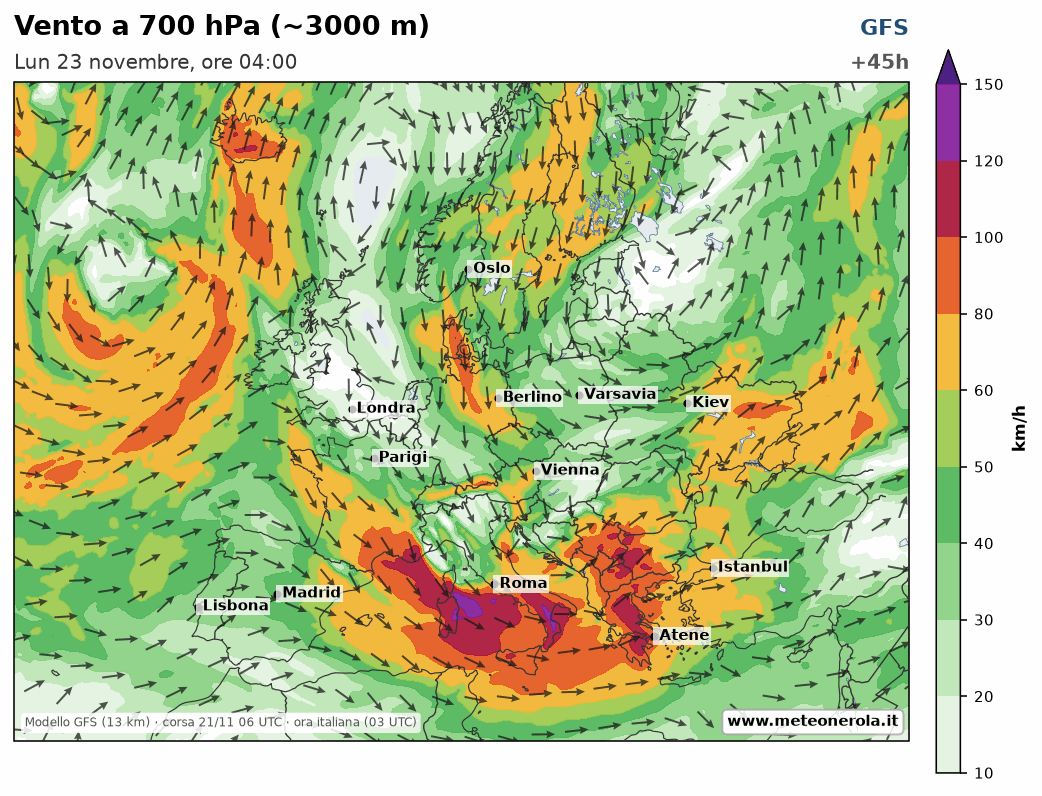 Vento a 700 hPa (~3000 m)
GFS
Lun 23 novembre, ore 04:00
+45h
150
120
100
80
60
50
40
30
20
10
km/h
Oslo
Berlino
Varsavia
Kiev
Londra
Parigi
Vienna
Istanbul
Roma
Madrid
Lisbona
Atene
Modello GFS (13 km) · corsa 21/11 06 UTC · ora italiana (03 UTC)
www.meteonerola.it